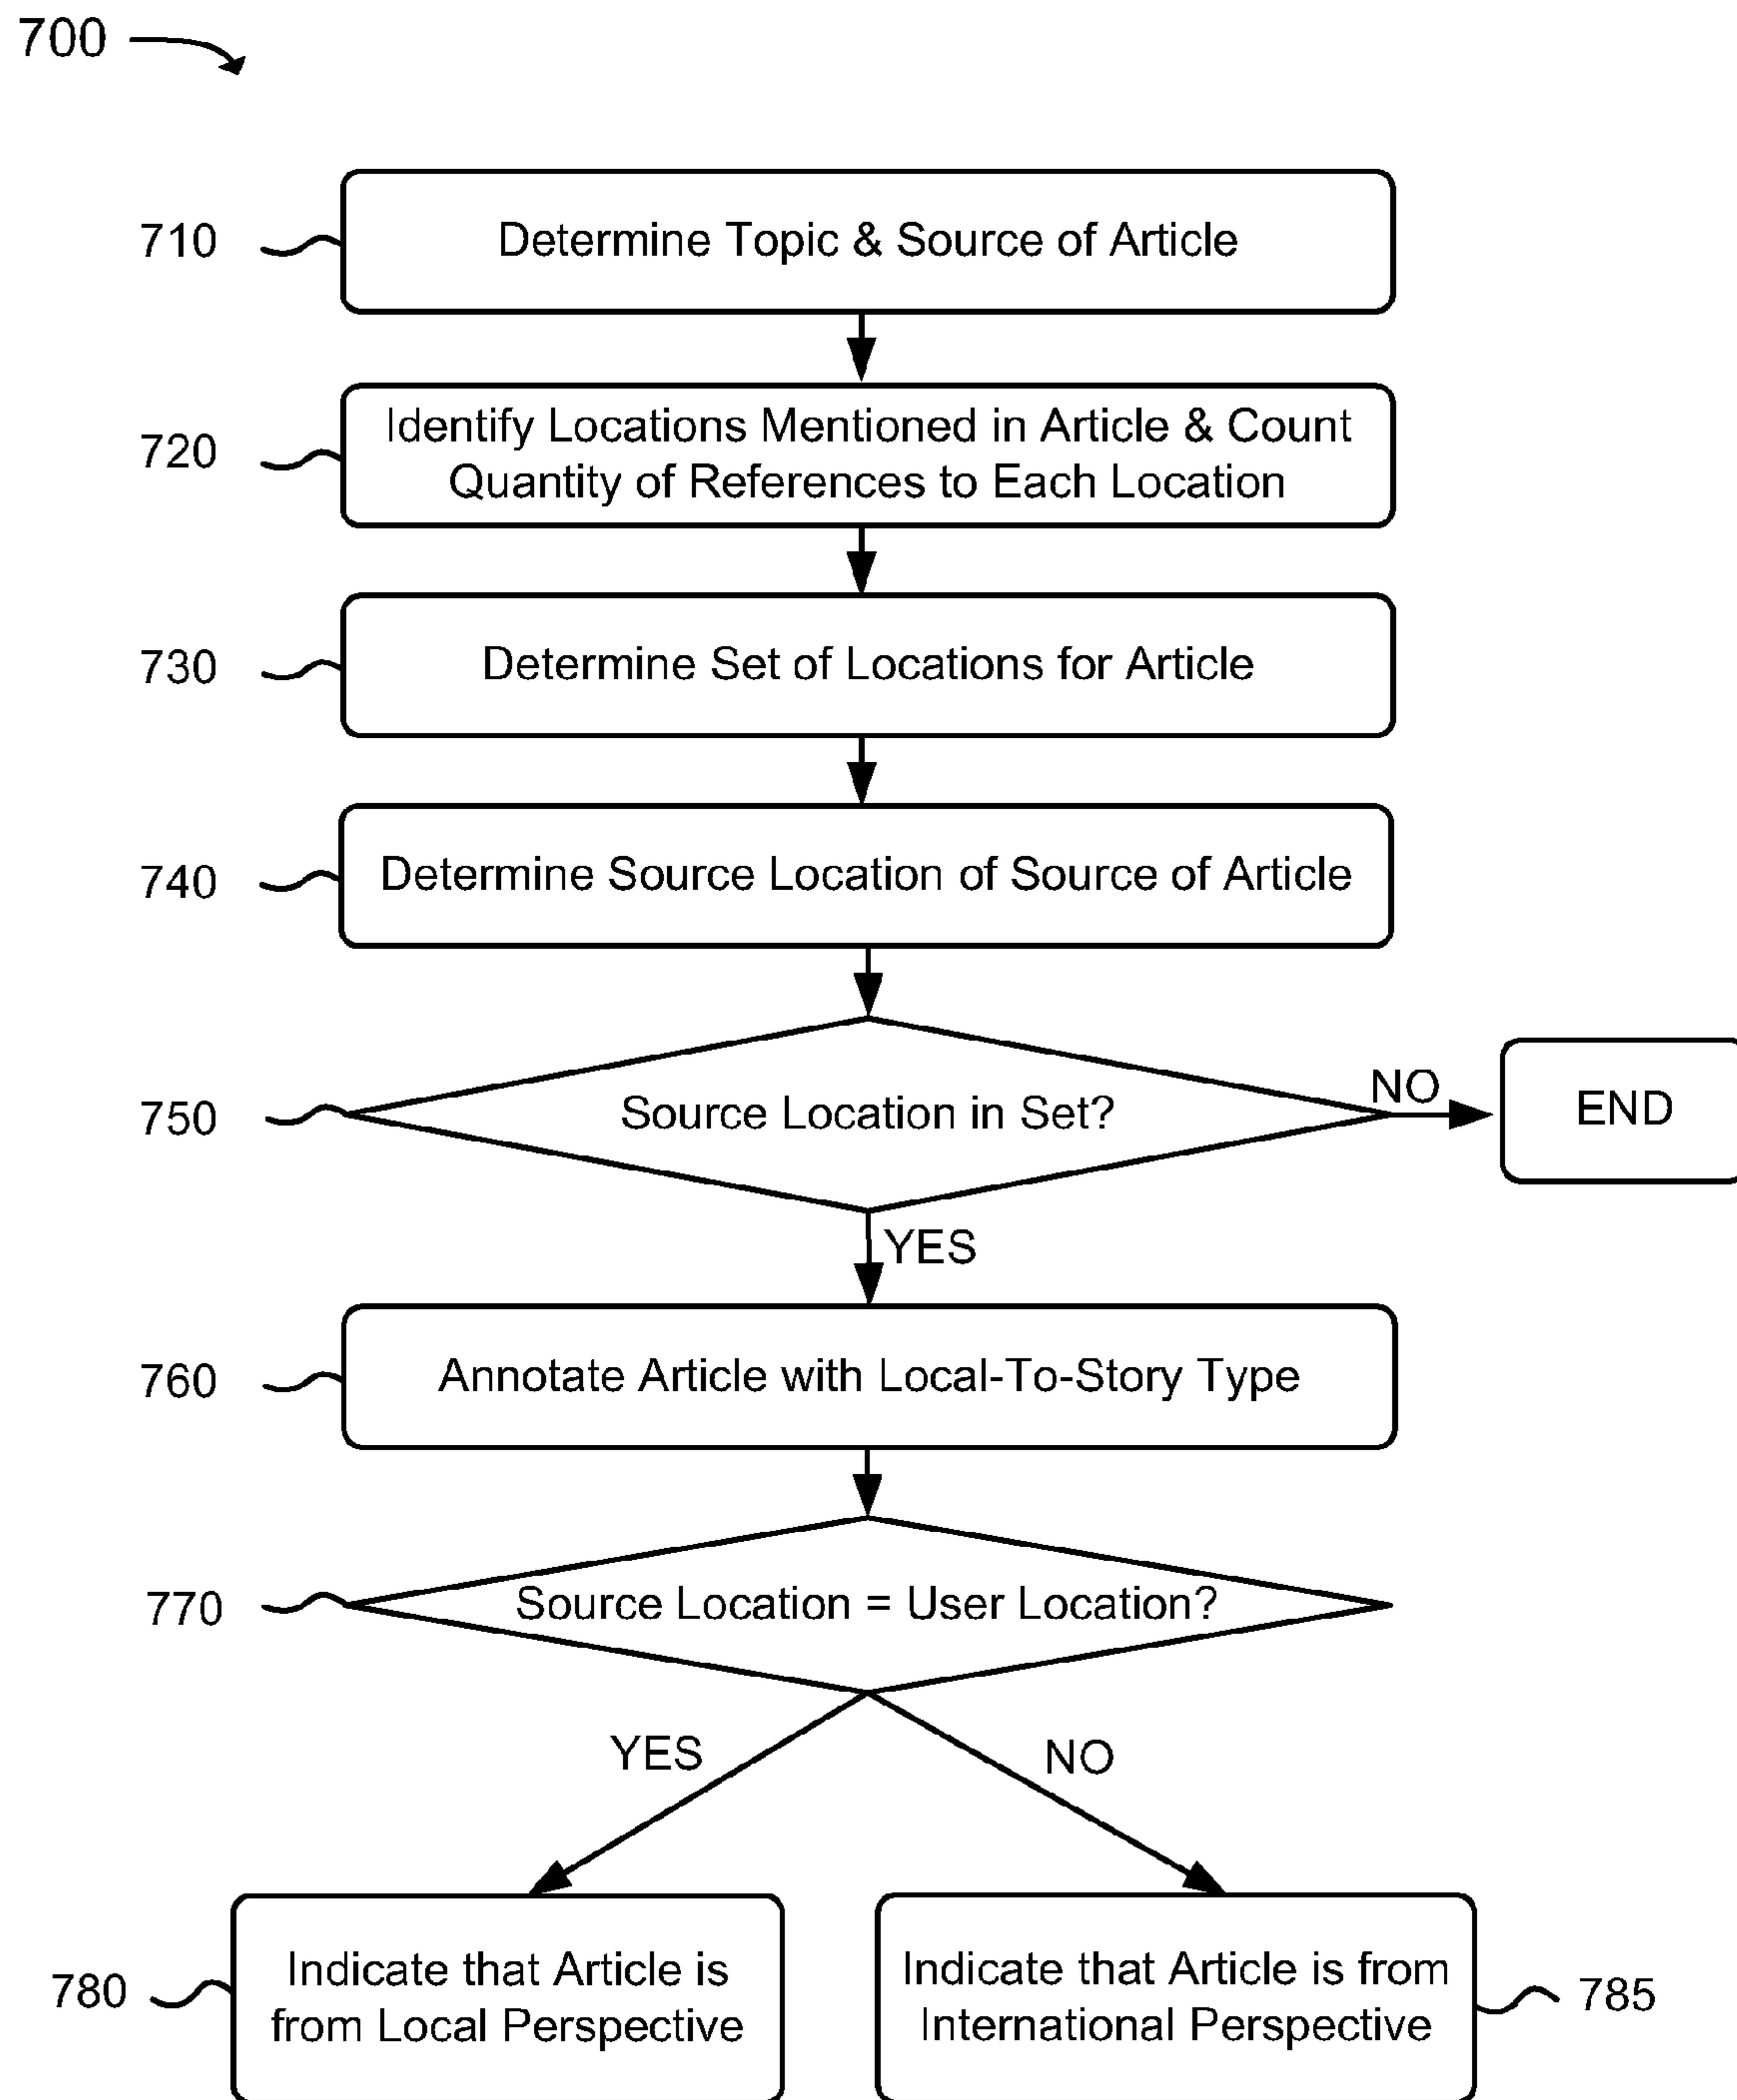 700
710
Determine Topic & Source of Article
720
Identify Locations Mentioned in Article & Count
Quantity of References to Each Location
730
Determine Set of Locations for Article
740
Determine Source Location of Source of Article
750
Source Location in Set?
NO
END
YES
760
Annotate Article with Local-To-Story Type
770
Source Location = User Location?
YES
NO
780
Indicate that Article is
from Local Perspective
Indicate that Article is from
International Perspective
785